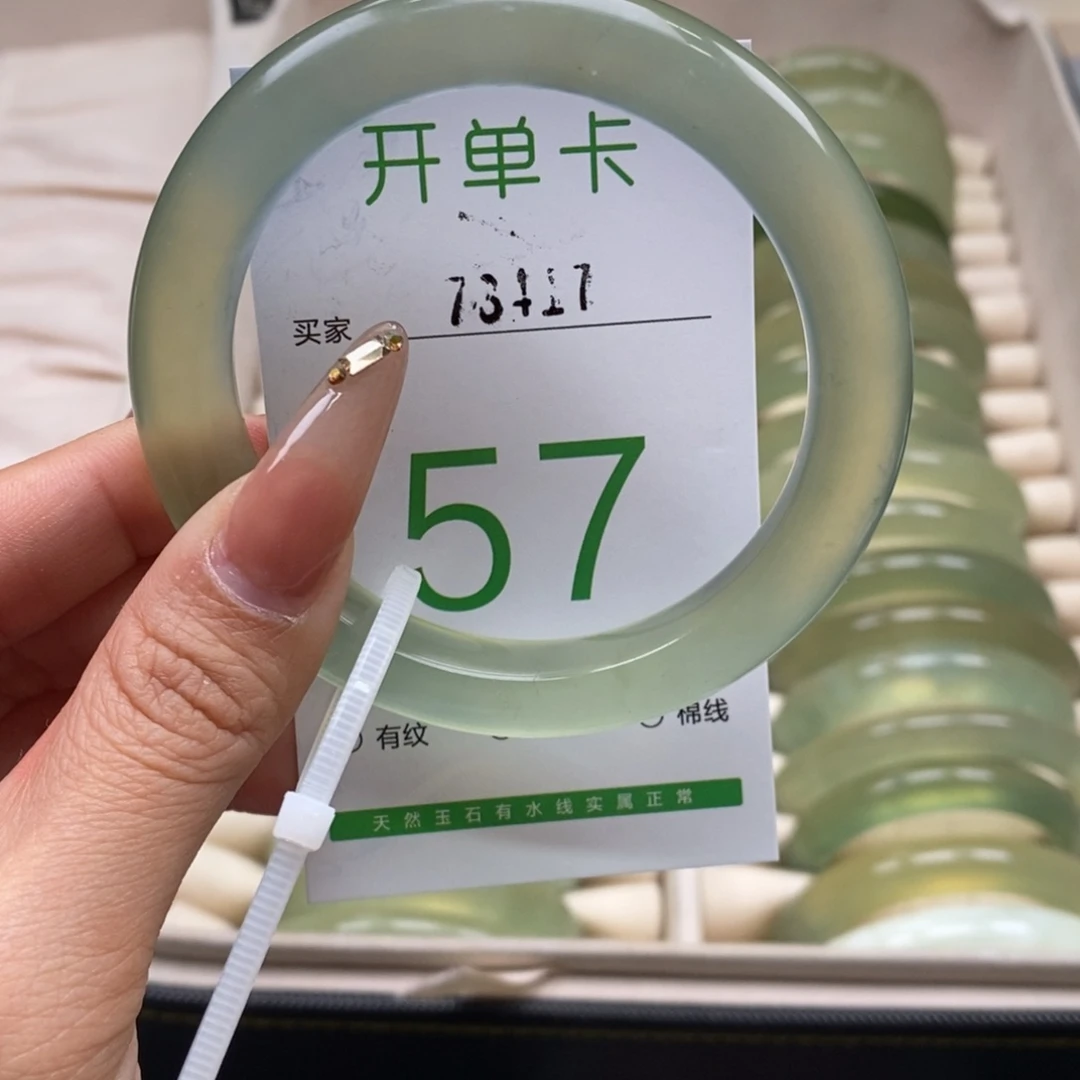 开单卡
买家
57
有纹 棉线
天然玉石有水线实属正常